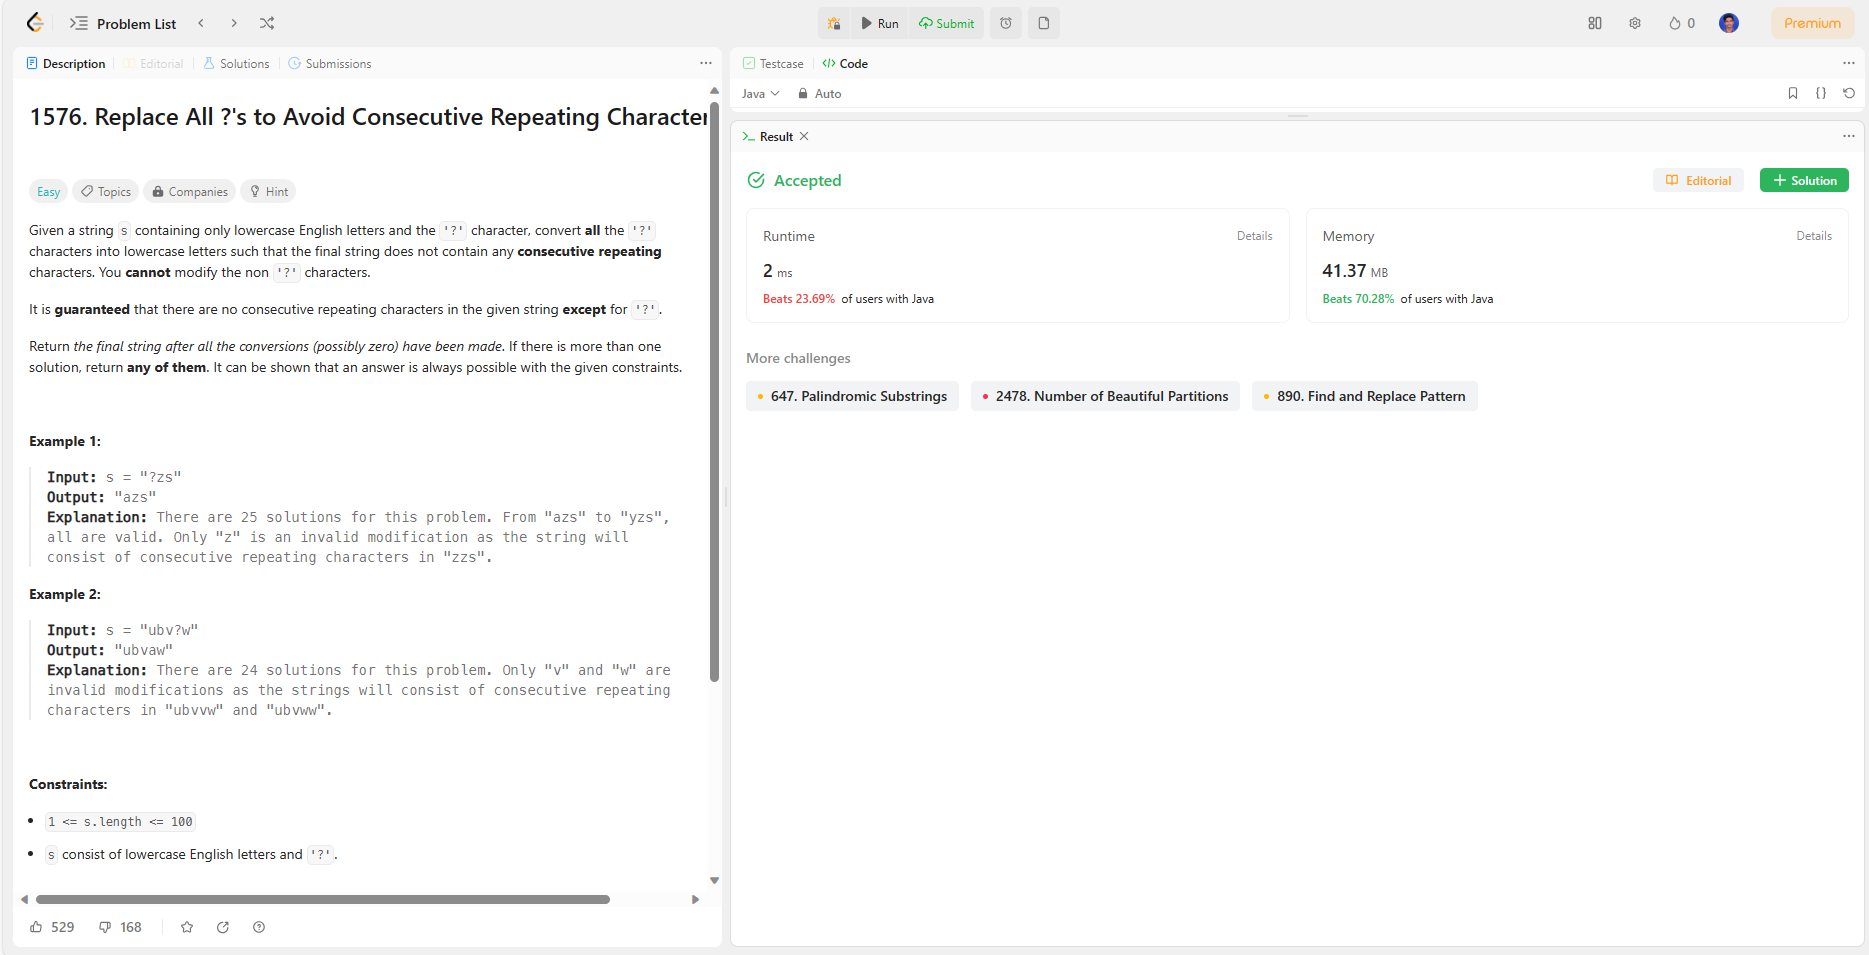 Problem List
Run
Submit
0
Premium
Description
Editorial
Solutions
Submissions
1576. Replace All ?'s to Avoid Consecutive Repeating Character
Easy
Topics
Companies
Hint
Given a string s containing only lowercase English letters and the '?' character, convert all the '?'
characters into lowercase letters such that the final string does not contain any consecutive repeating
characters. You cannot modify the non '?' characters.
It is guaranteed that there are no consecutive repeating characters in the given string except for '?'.
Return the final string after all the conversions (possibly zero) have been made. If there is more than one
solution, return any of them. It can be shown that an answer is always possible with the given constraints.
Example 1:
Input: s = "?zs"
Output: "azs"
Explanation: There are 25 solutions for this problem. From "azs" to "yzs",
all are valid. Only "z" is an invalid modification as the string will
consist of consecutive repeating characters in "zzs".
Example 2:
Input: s = "ubv?w"
Output: "ubvaw"
Explanation: There are 24 solutions for this problem. Only "v" and "w" are
invalid modifications as the strings will consist of consecutive repeating
characters in "ubvvw" and "ubvww".
Constraints:
1 <= s.length <= 100
s consist of lowercase English letters and '?'.
529
168
Testcase
Code
Java
Auto
Result
Accepted
Editorial
Solution
Runtime
Details
2 ms
Beats 23.69% of users with Java
Memory
Details
41.37 MB
Beats 70.28% of users with Java
More challenges
647. Palindromic Substrings
2478. Number of Beautiful Partitions
890. Find and Replace Pattern